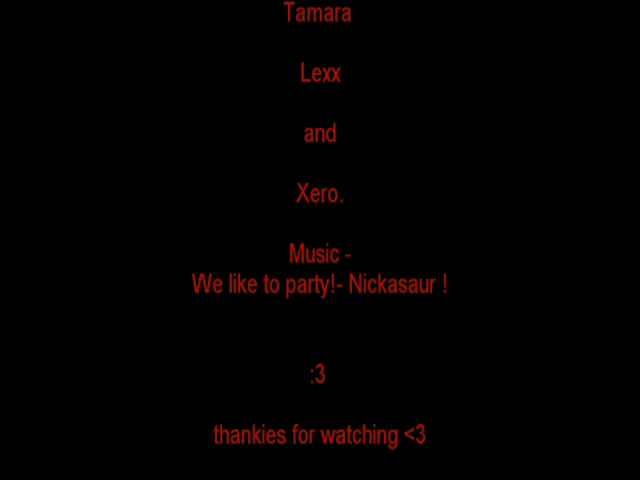 Tamara
Lexx
and
Xero.
Music -
We like to party!- Nickasaur !
:3
thankies for watching <3